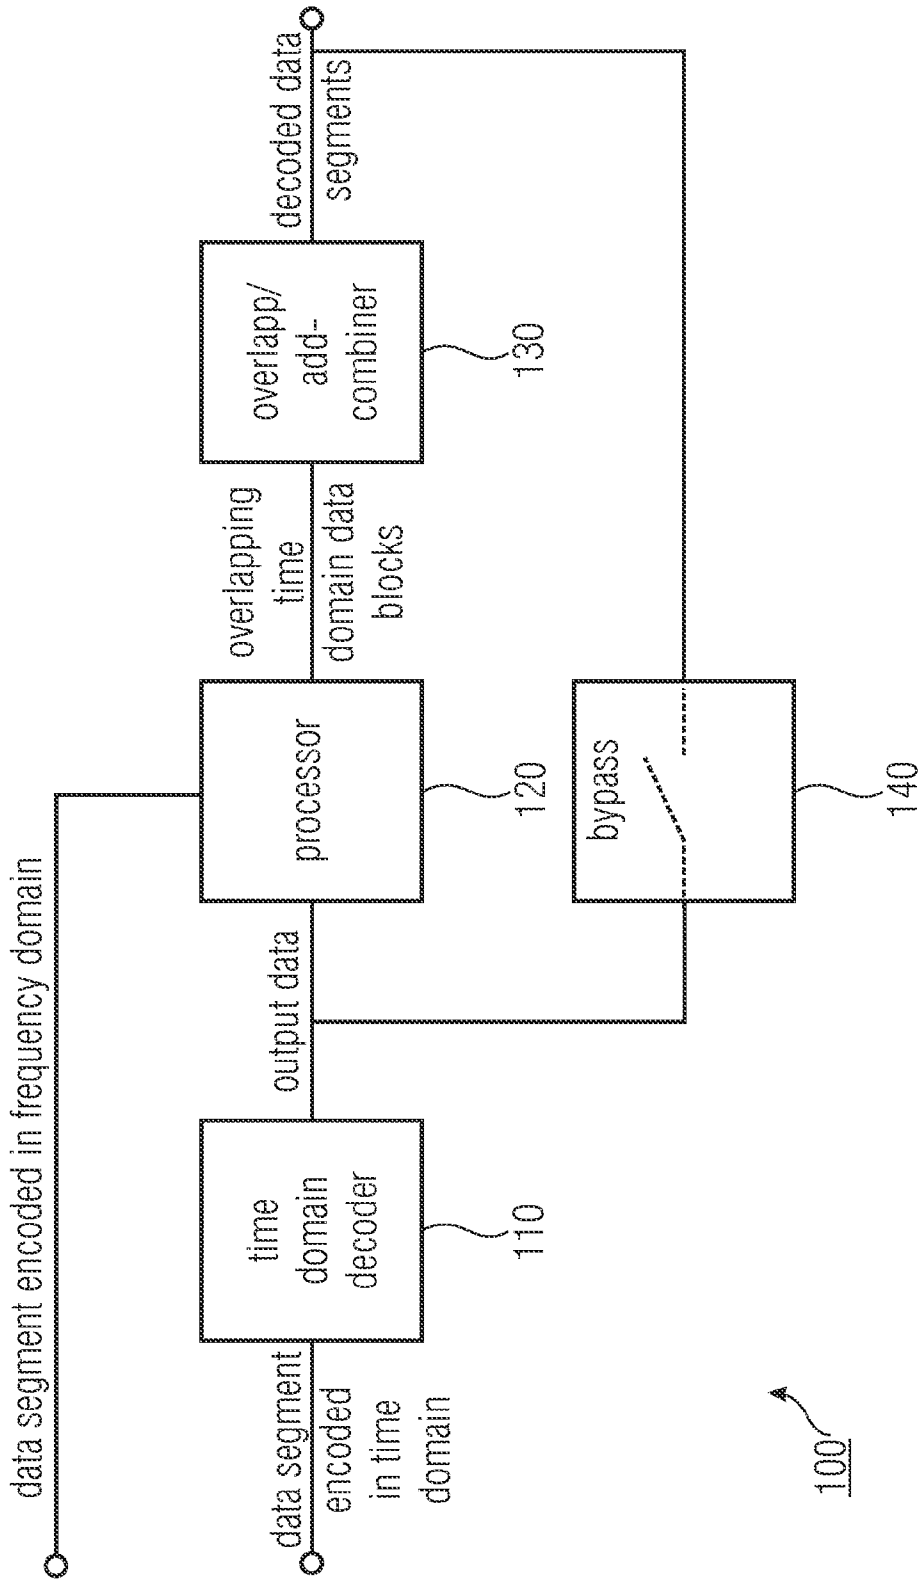 data segment encoded in frequency domain
data segment
encoded
in time
domain
time
domain
decoder
110
output data
processor
120
overlapping
time
domain data
blocks
overlapp/
add-
combiner
130
decoded data
segments
bypass
140
100